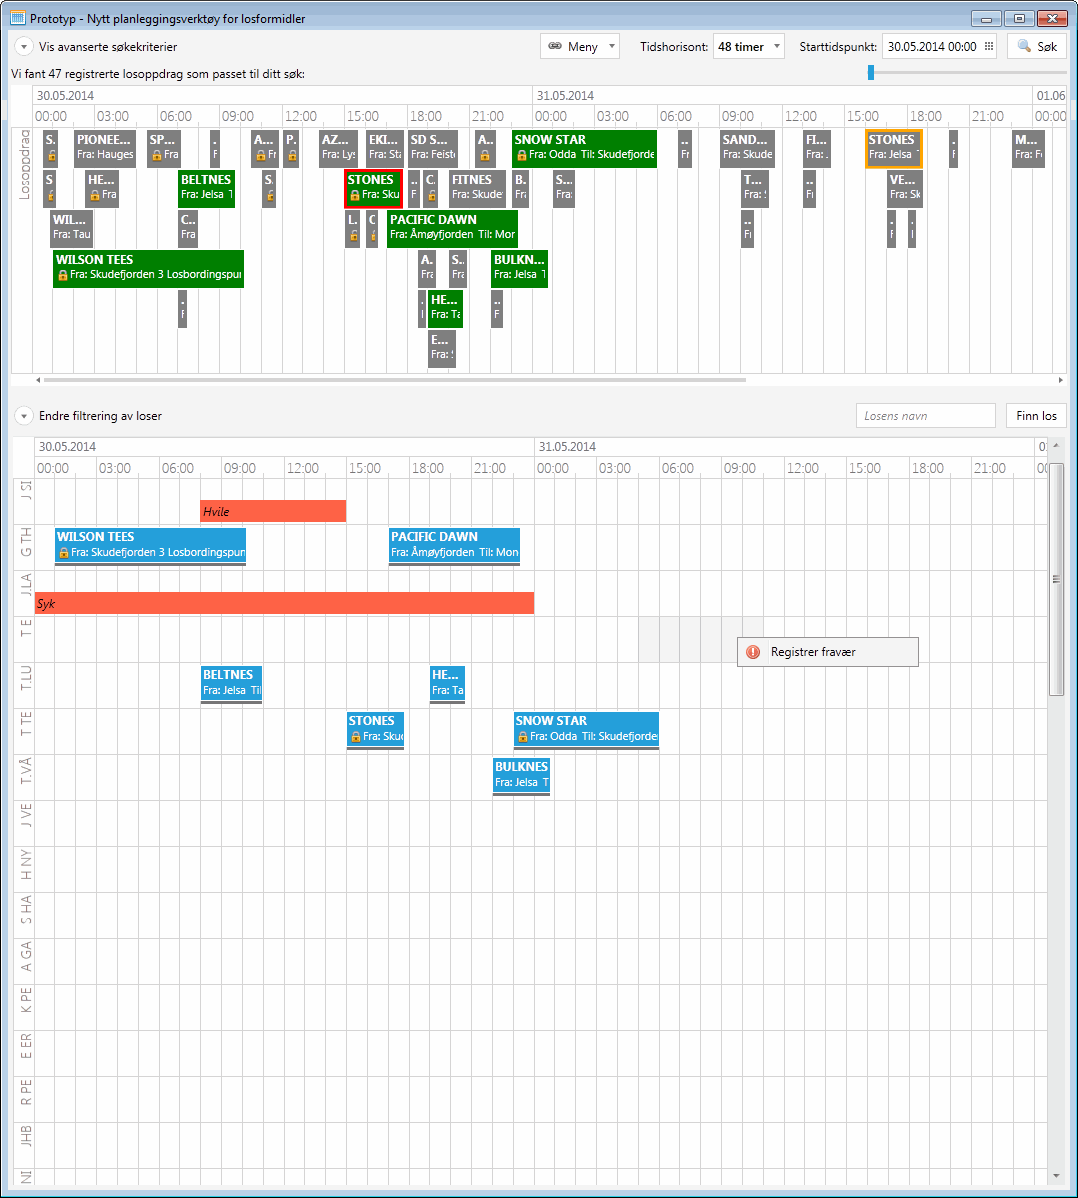 Prototyp - Nytt planleggingsverktøy for losformidler
Vis avanserte søkekriterier
Meny
Tidshorisont: 48 timer
Starttidspunkt: 30.05.2014 00:00
Søk
Vi fant 47 registrerte losoppdrag som passet til ditt søk:
30.05.2014 31.05.2014 01.06
00:00 03:00 06:00 09:00 12:00 15:00 18:00 21:00 00:00 03:00 06:00 09:00 12:00 15:00 18:00 21:00 00:00
Losoppdrag
S. PIONEE... SP... .. A... P. AZ... EKI... SD S... A.. SNOW STAR .. SAND... FI... STONES . M...
Fra: Hauges Fra Fr Fra: Lys Fra: Sta Fra: Feist Fra: Odda Til: Skudefjorde Fr Fra: Skude Fra: . Fra: Jelsa T Fra: Fe
S HE... BELTNES S. STONES .. C. FITNES B. S... T... .. VE...
Fra Fra: Jelsa T Fra: Sku F Fra: Skude Fra Fra: Fra: S Fr Fra: Sk
WIL... C.. L. C PACIFIC DAWN .. .. .
Fra: Tau Fra Fra: Åmøyfjorden Til: Mor Fr F
WILSON TEES A. S.. BULKN...
Fra: Skudefjorden 3 Losbordingspur Fra Fra Fra: Jelsa T
. . HE... ..
F Fra: Ta F
E...
Fra: S
Endre filtrering av loser
Losens navn
Finn los
30.05.2014 31.05.2014 01
00:00 03:00 06:00 09:00 12:00 15:00 18:00 21:00 00:00 03:00 06:00 09:00 12:00 15:00 18:00 21:00 00
J SI
Hvile
G TH
WILSON TEES PACIFIC DAWN
Fra: Skudefjorden 3 Losbordingspun Fra: Åmøyfjorden Til: Mon
J.LA
Syk
T E
Registrer fravær
T.LU
BELTNES HE...
Fra: Jelsa Til Fra: Ta
T TE
STONES SNOW STAR
Fra: Sku Fra: Odda Til: Skudefjorden
T.VÅ
BULKNES
Fra: Jelsa T
J VE
H NY
S HA
A GA
K PE
E ER
R PE
JHB
NI